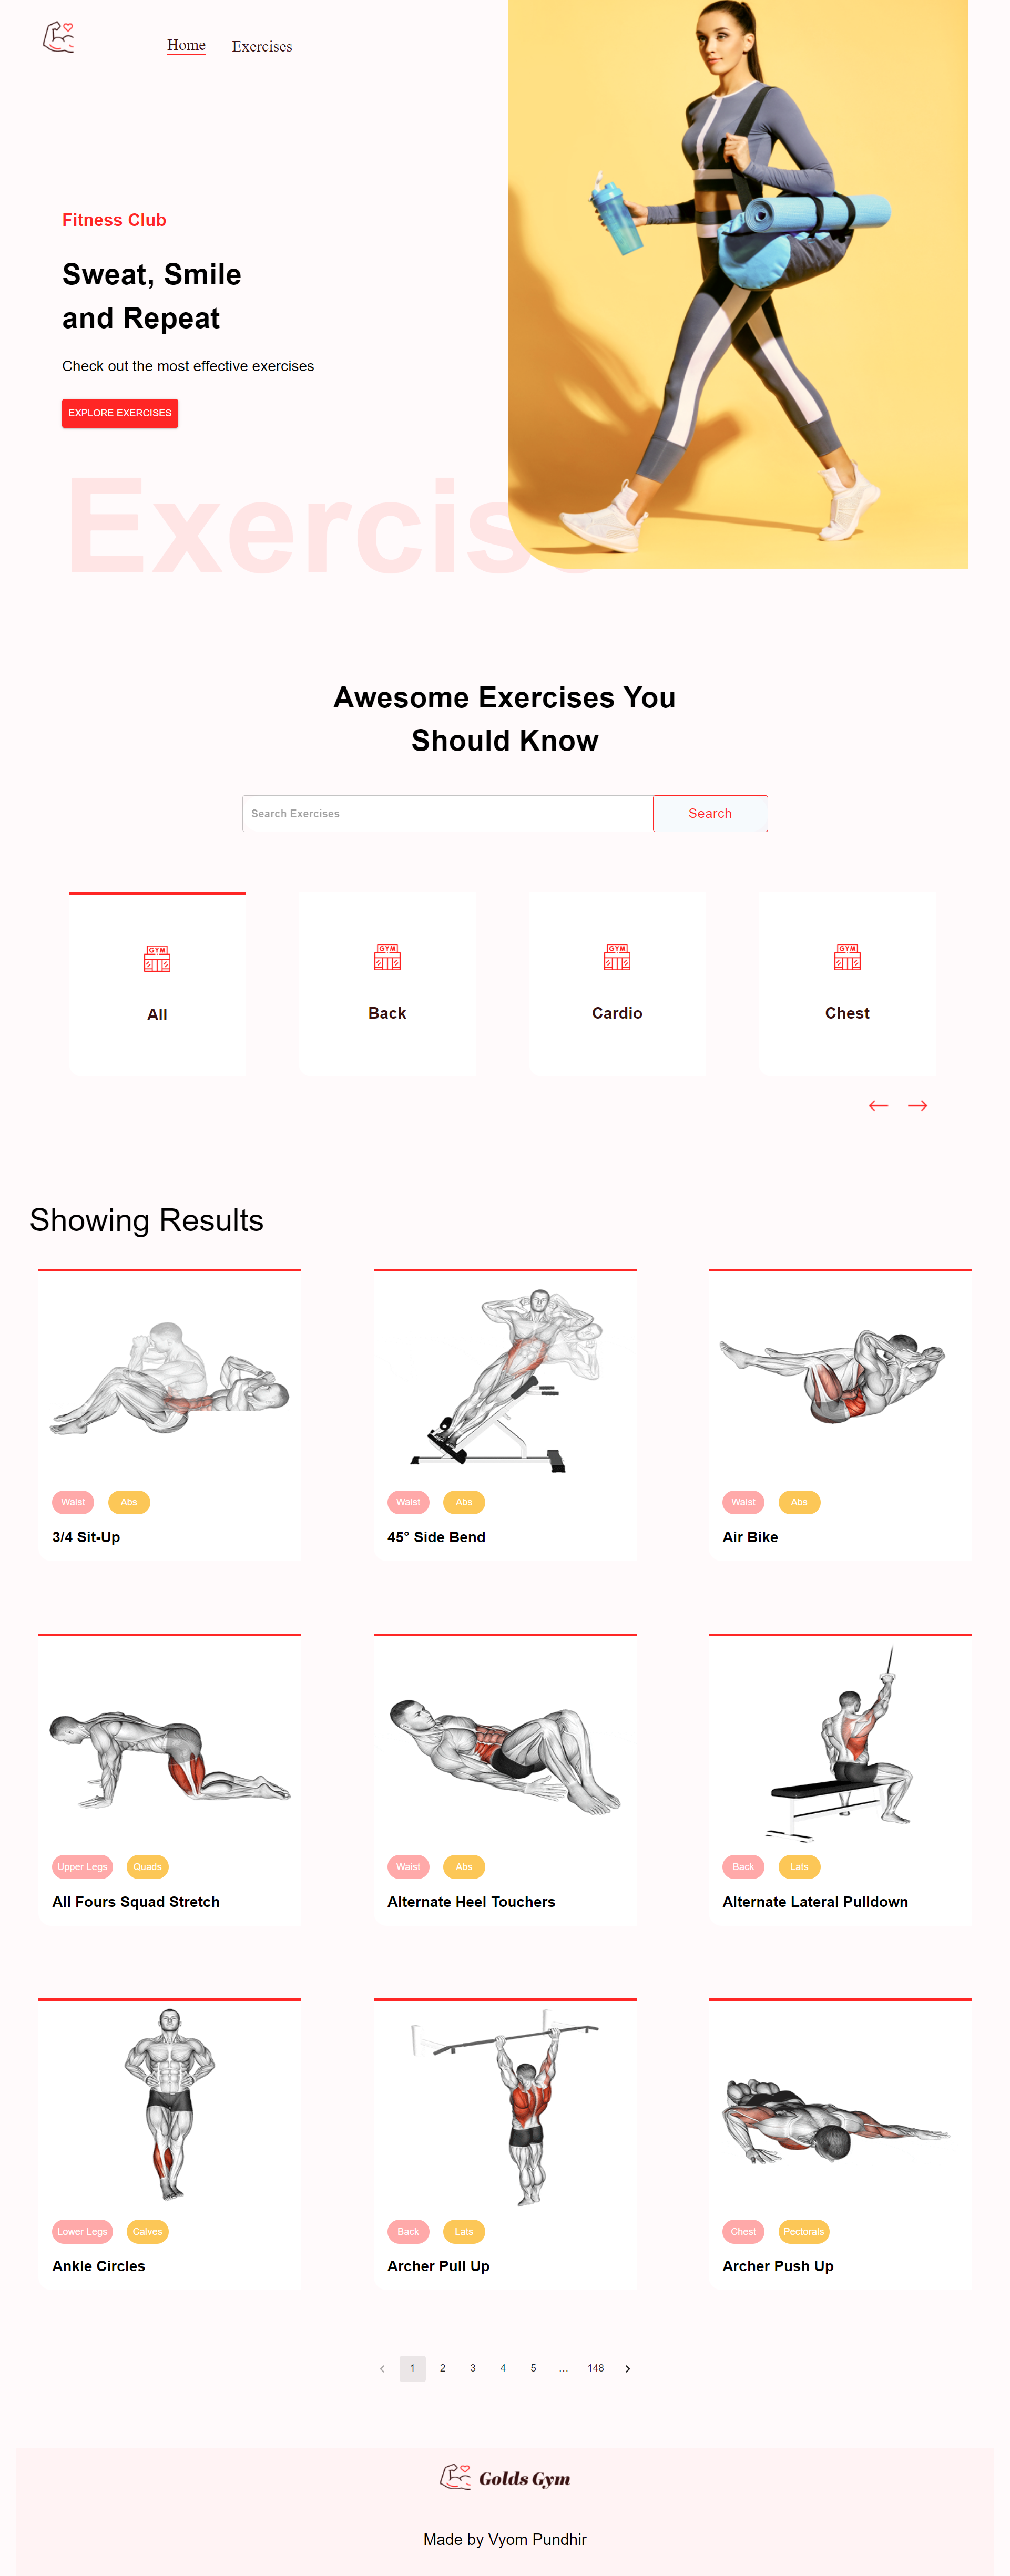 Home
Exercises
Fitness Club
Sweat, Smile
and Repeat
Check out the most effective exercises
EXPLORE EXERCISES
Exercise
Awesome Exercises You
Should Know
Search Exercises
Search
GYM
All
GYM
Back
GYM
Cardio
GYM
Chest
Showing Results
Waist
Abs
3/4 Sit-Up
Waist
Abs
45° Side Bend
Waist
Abs
Air Bike
Upper Legs
Quads
All Fours Squad Stretch
Waist
Abs
Alternate Heel Touchers
Back
Lats
Alternate Lateral Pulldown
Lower Legs
Calves
Ankle Circles
Back
Lats
Archer Pull Up
Chest
Pectorals
Archer Push Up
1 2 3 4 5 … 148
Golds Gym
Made by Vyom Pundhir